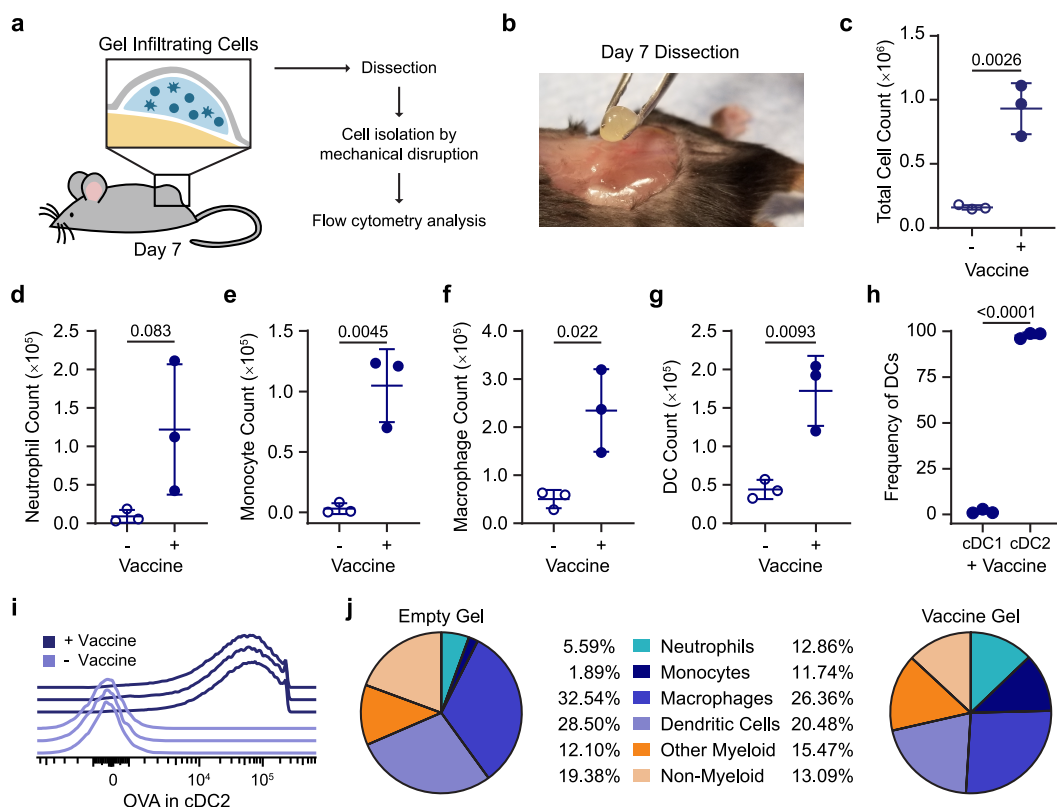 a
Gel Infiltrating Cells
Day 7
Dissection
Cell isolation by
mechanical disruption
Flow cytometry analysis
b
Day 7 Dissection
c
Total Cell Count (×10⁶)
1.5
1.0
0.5
0.0
0.0026
- +
Vaccine
d
Neutrophil Count (×10⁵)
2.5
2.0
1.5
1.0
0.5
0.0
0.083
- +
Vaccine
e
Monocyte Count (×10⁵)
1.5
1.0
0.5
0.0
0.0045
- +
Vaccine
f
Macrophage Count (×10⁵)
4.0
3.0
2.0
1.0
0.0
0.022
- +
Vaccine
g
DC Count (×10⁵)
2.5
2.0
1.5
1.0
0.5
0.0
0.0093
- +
Vaccine
h
Frequency of DCs
100
75
50
25
0
<0.0001
cDC1 cDC2
+ Vaccine
i
+ Vaccine
- Vaccine
0 10⁴ 10⁵
OVA in cDC2
j
Empty Gel
Vaccine Gel
5.59% Neutrophils 12.86%
1.89% Monocytes 11.74%
32.54% Macrophages 26.36%
28.50% Dendritic Cells 20.48%
12.10% Other Myeloid 15.47%
19.38% Non-Myeloid 13.09%